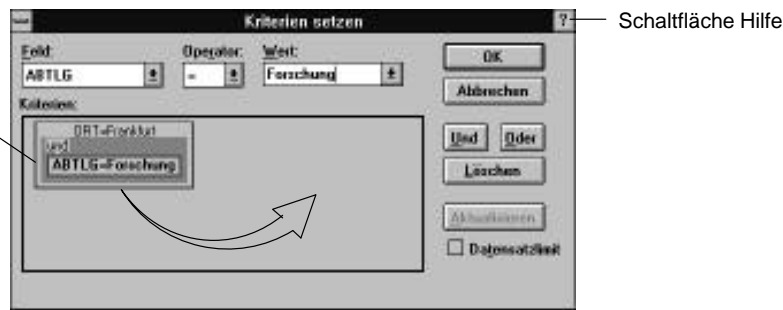 Kriterien setzen
?
Schaltfläche Hilfe
Feld:
Operator:
Wert:
ABTLG
=
Forschung
OK
Abbrechen
Kriterien:
ORT=Frankfurt
und
ABTLG=Forschung
Und
Oder
Löschen
Aktualisieren
Datensatzlimit